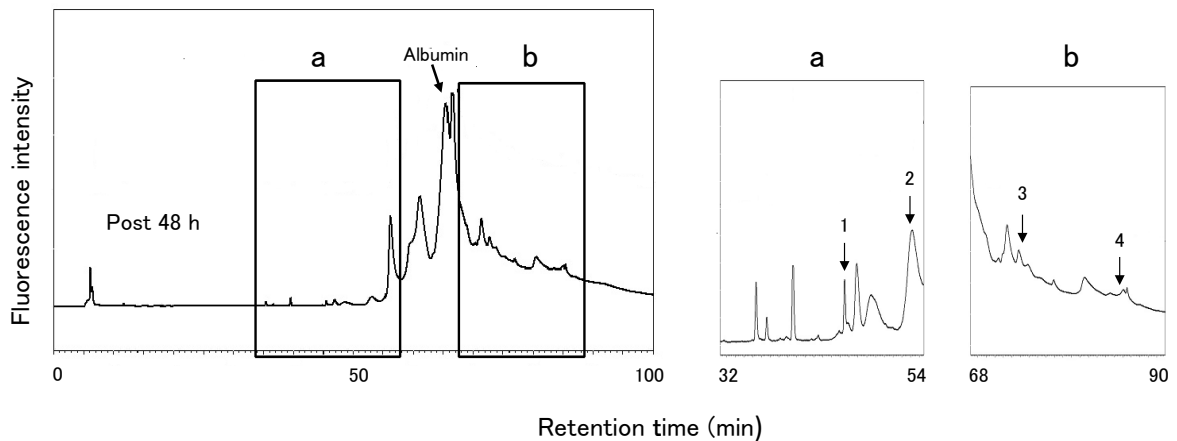 a
b
Albumin
Post 48 h
Fluorescence intensity
0
50
100
a
1
2
32
54
b
3
4
68
90
Retention time (min)